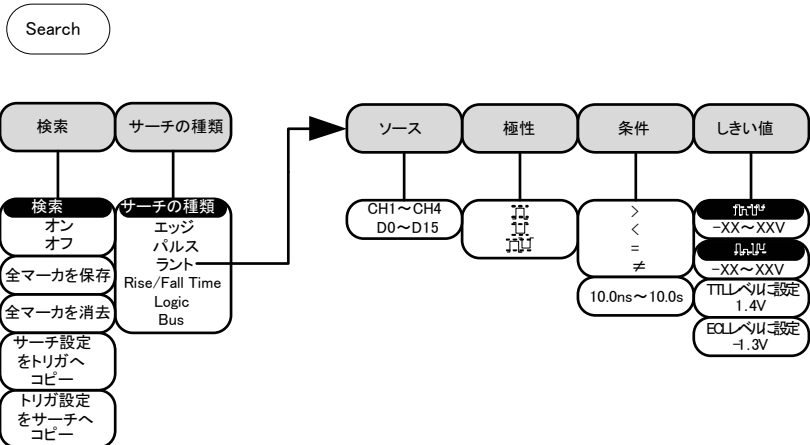 Search
検索
サーチの種類
ソース
極性
条件
しきい値
検索
オン
オフ
全マーカを保存
全マーカを消去
サーチ設定
をトリガへ
コピー
トリガ設定
をサーチへ
コピー
サーチの種類
エッジ
パルス
ラント
Rise/Fall Time
Logic
Bus
CH1～CH4
D0～D15
>
<
=
≠
10.0ns～10.0s
-XX～XXV
-XX～XXV
TTLレベルに設定
1.4V
ECLレベルに設定
-1.3V